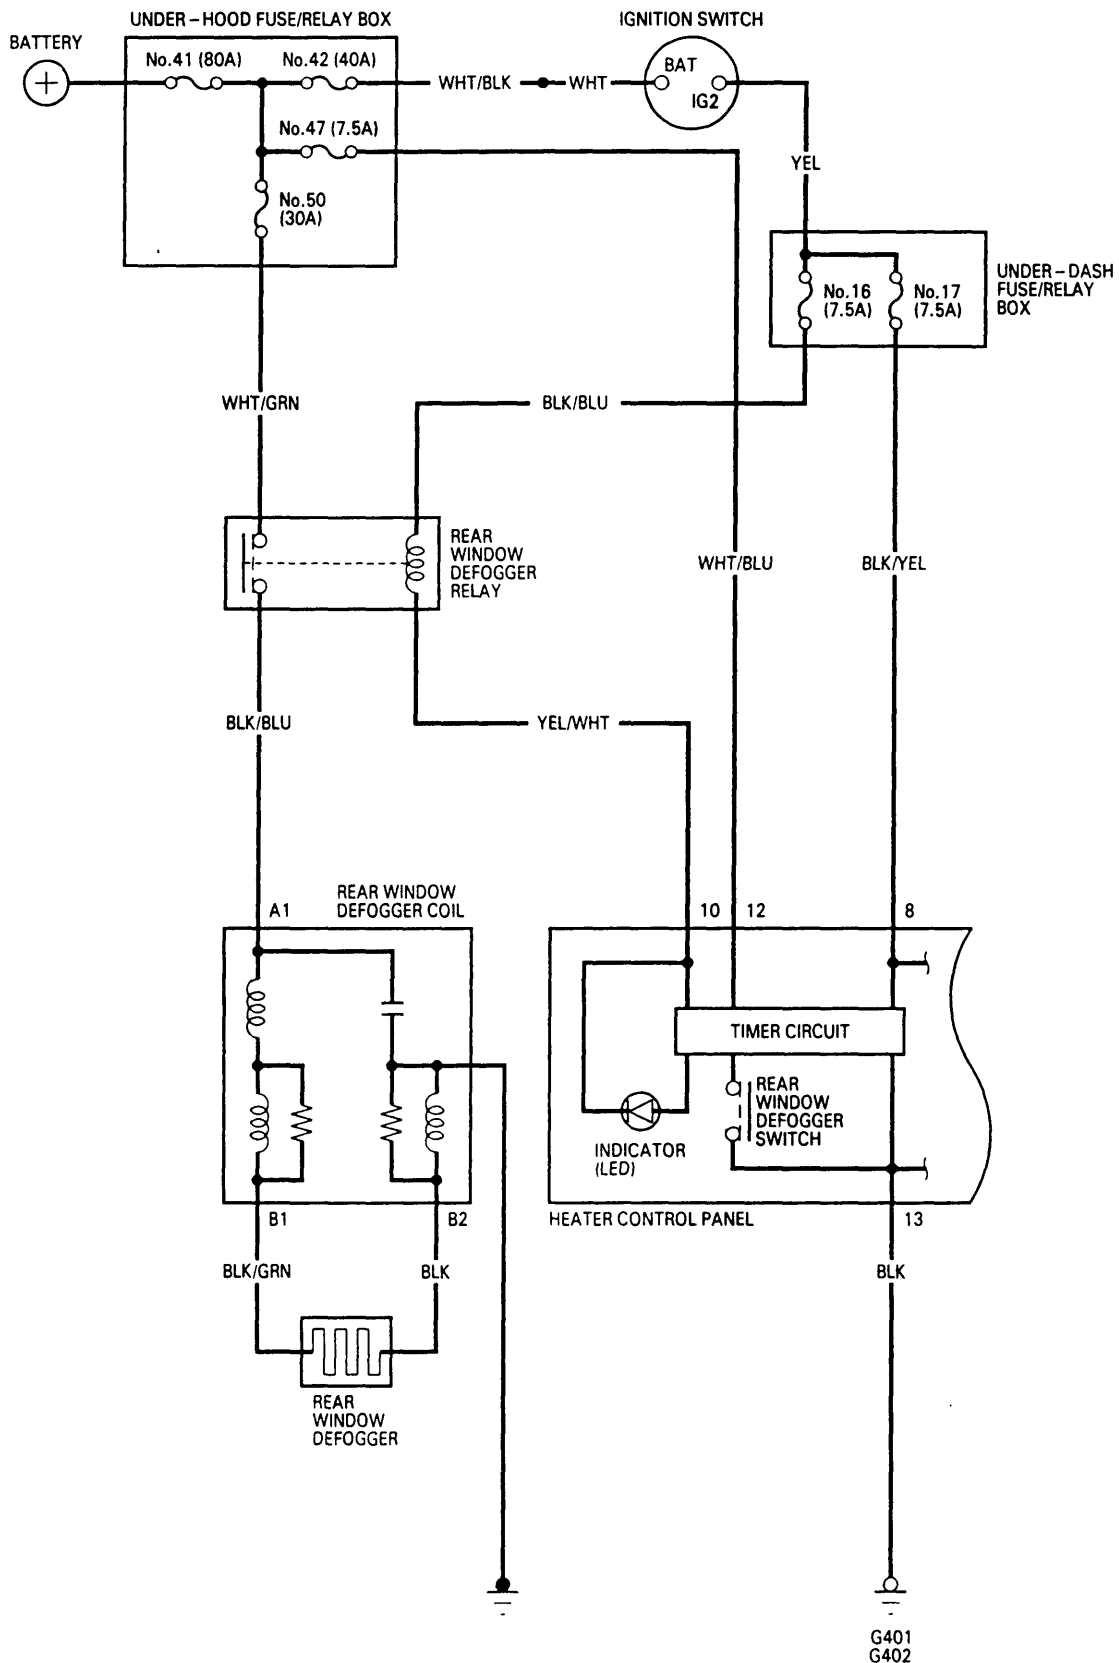 UNDER-HOOD FUSE/RELAY BOX
IGNITION SWITCH
BATTERY
No.41 (80A)
No.42 (40A)
WHT/BLK
WHT
BAT
IG2
No.47 (7.5A)
YEL
No.50
(30A)
No.16
(7.5A)
No.17
(7.5A)
UNDER-DASH
FUSE/RELAY
BOX
WHT/GRN
BLK/BLU
REAR
WINDOW
DEFOGGER
RELAY
WHT/BLU
BLK/YEL
BLK/BLU
YEL/WHT
REAR WINDOW
DEFOGGER COIL
A1
10
12
8
TIMER CIRCUIT
REAR
WINDOW
DEFOGGER
SWITCH
INDICATOR
(LED)
B1
B2
HEATER CONTROL PANEL
13
BLK/GRN
BLK
BLK
REAR
WINDOW
DEFOGGER
G401
G402